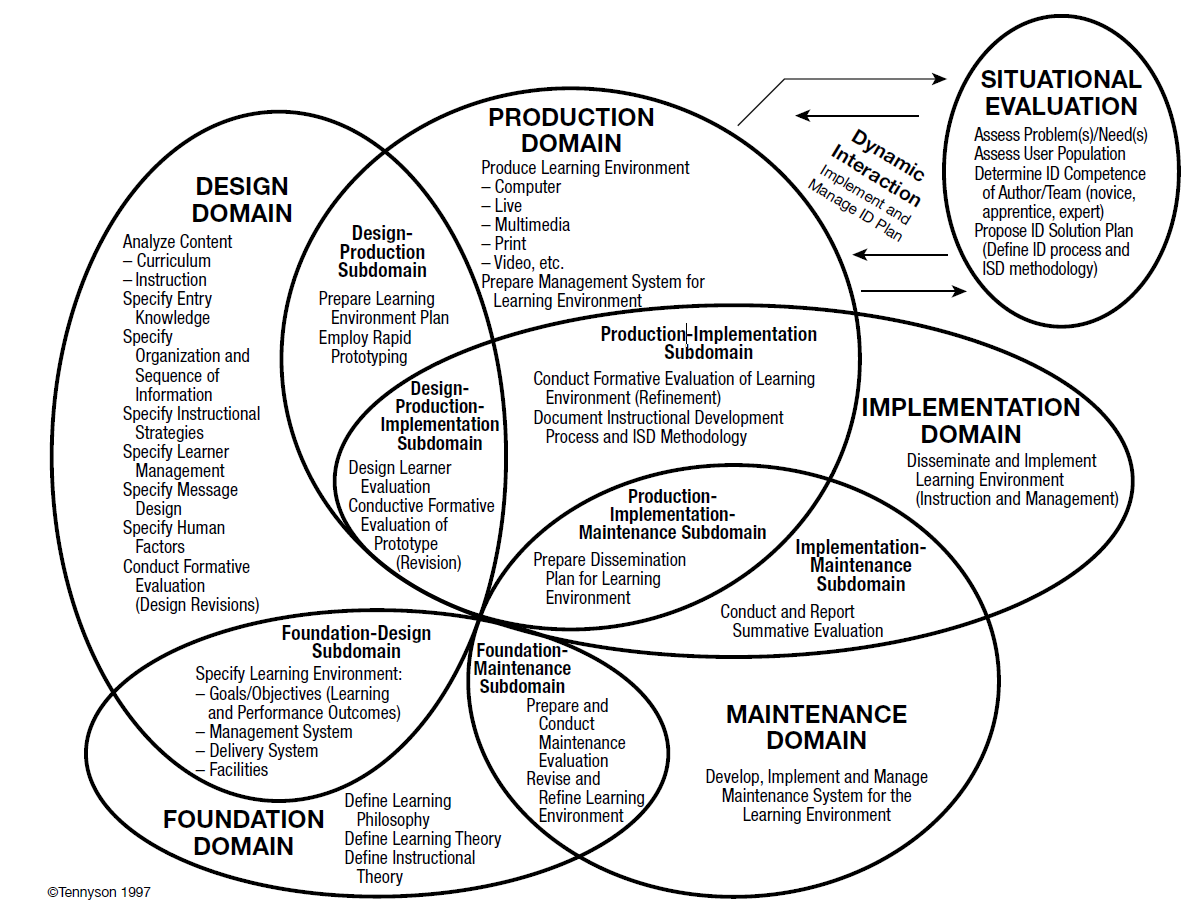 SITUATIONAL
EVALUATION
Assess Problem(s)/Need(s)
Assess User Population
Determine ID Competence
of Author/Team (novice,
apprentice, expert)
Propose ID Solution Plan
(Define ID process and
ISD methodology)
Dynamic
Interaction
Implement and
Manage ID Plan
PRODUCTION
DOMAIN
Produce Learning Environment
– Computer
– Live
– Multimedia
– Print
– Video, etc.
Prepare Management System for
Learning Environment
DESIGN
DOMAIN
Analyze Content
– Curriculum
– Instruction
Specify Entry
Knowledge
Specify
Organization and
Sequence of
Information
Specify Instructional
Strategies
Specify Learner
Management
Specify Message
Design
Specify Human
Factors
Conduct Formative
Evaluation
(Design Revisions)
Design-
Production
Subdomain
Prepare Learning
Environment Plan
Employ Rapid
Prototyping
Design-
Production-
Implementation
Subdomain
Design Learner
Evaluation
Conductive Formative
Evaluation of
Prototype
(Revision)
Production-Implementation
Subdomain
Conduct Formative Evaluation of Learning
Environment (Refinement)
Document Instructional Development
Process and ISD Methodology
IMPLEMENTATION
DOMAIN
Disseminate and Implement
Learning Environment
(Instruction and Management)
Production-
Implementation-
Maintenance Subdomain
Prepare Dissemination
Plan for Learning
Environment
Implementation-
Maintenance
Subdomain
Conduct and Report
Summative Evaluation
Foundation-Design
Subdomain
Specify Learning Environment:
– Goals/Objectives (Learning
and Performance Outcomes)
– Management System
– Delivery System
– Facilities
Foundation-
Maintenance
Subdomain
Prepare and
Conduct
Maintenance
Evaluation
Revise and
Refine Learning
Environment
MAINTENANCE
DOMAIN
Develop, Implement and Manage
Maintenance System for the
Learning Environment
FOUNDATION
DOMAIN
Define Learning
Philosophy
Define Learning Theory
Define Instructional
Theory
©Tennyson 1997